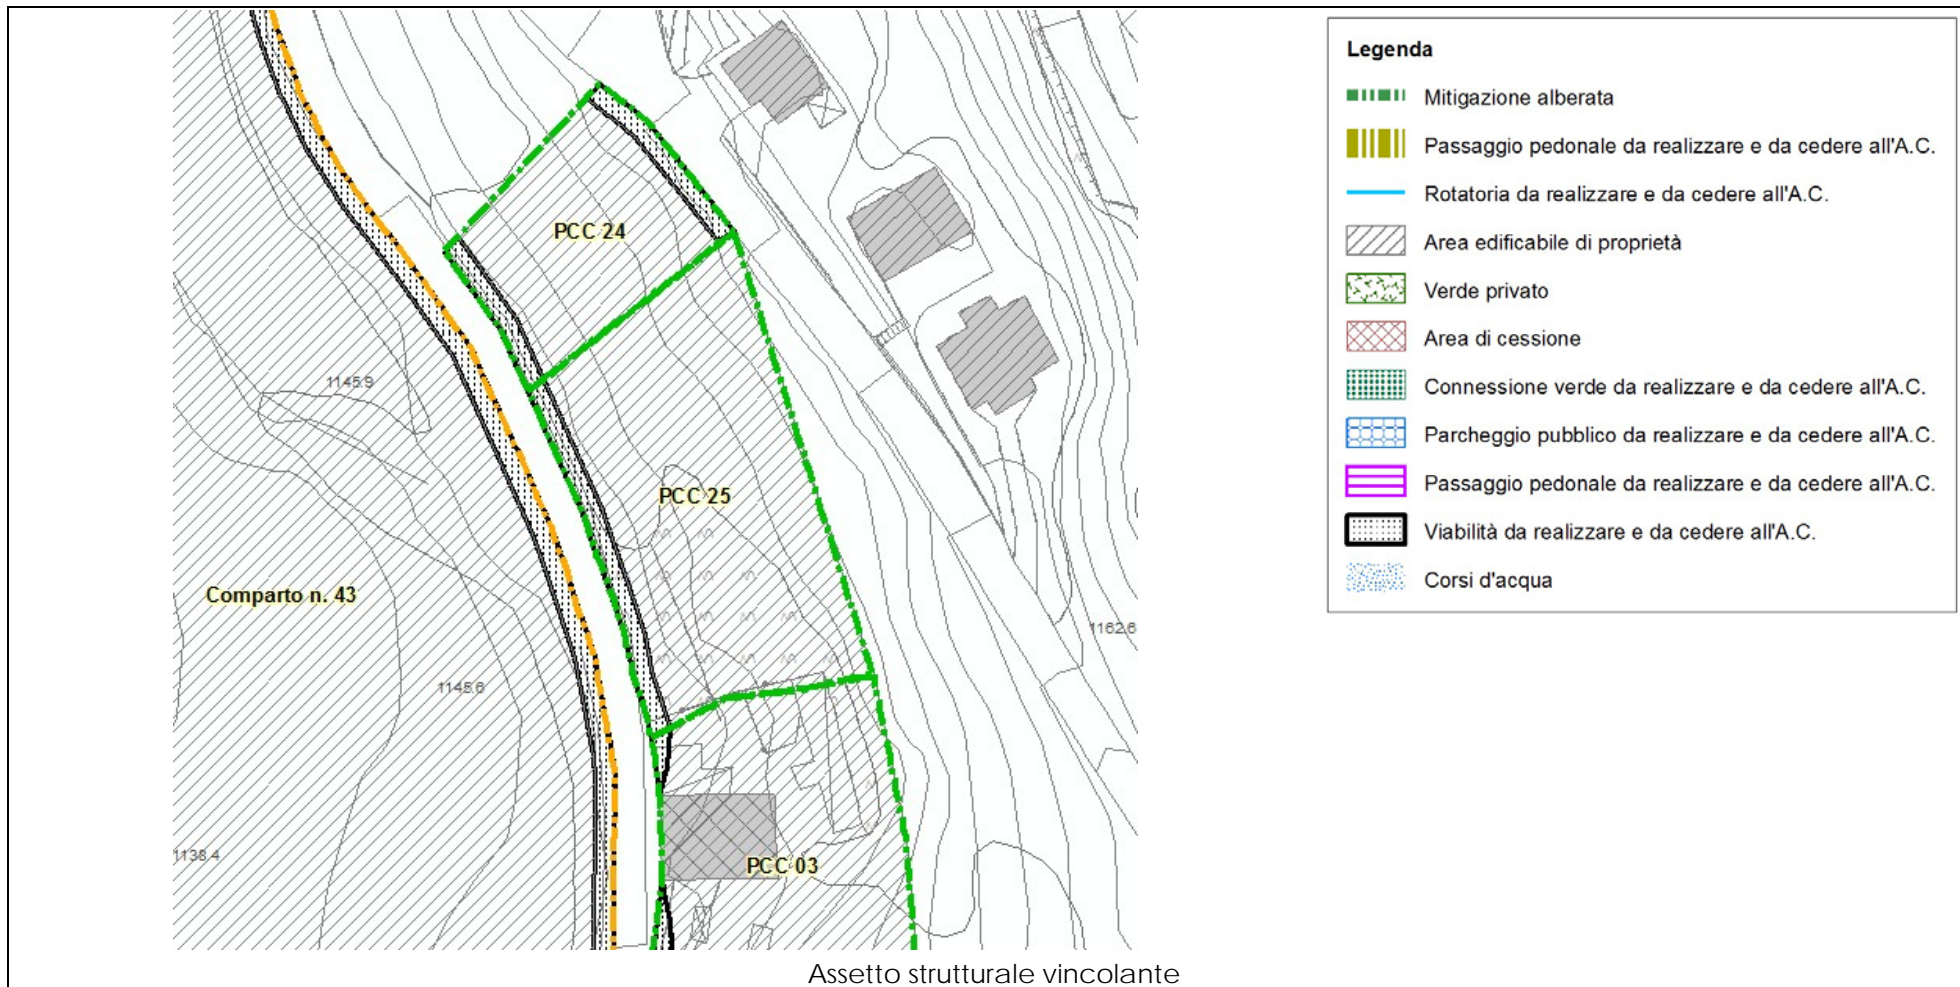 PCC 24
1145.9
PCC 25
Comparto n. 43
1162.6
1145.6
1138.4
PCC 03
Legenda
Mitigazione alberata
Passaggio pedonale da realizzare e da cedere all'A.C.
Rotatoria da realizzare e da cedere all'A.C.
Area edificabile di proprietà
Verde privato
Area di cessione
Connessione verde da realizzare e da cedere all'A.C.
Parcheggio pubblico da realizzare e da cedere all'A.C.
Passaggio pedonale da realizzare e da cedere all'A.C.
Viabilità da realizzare e da cedere all'A.C.
Corsi d'acqua
Assetto strutturale vincolante